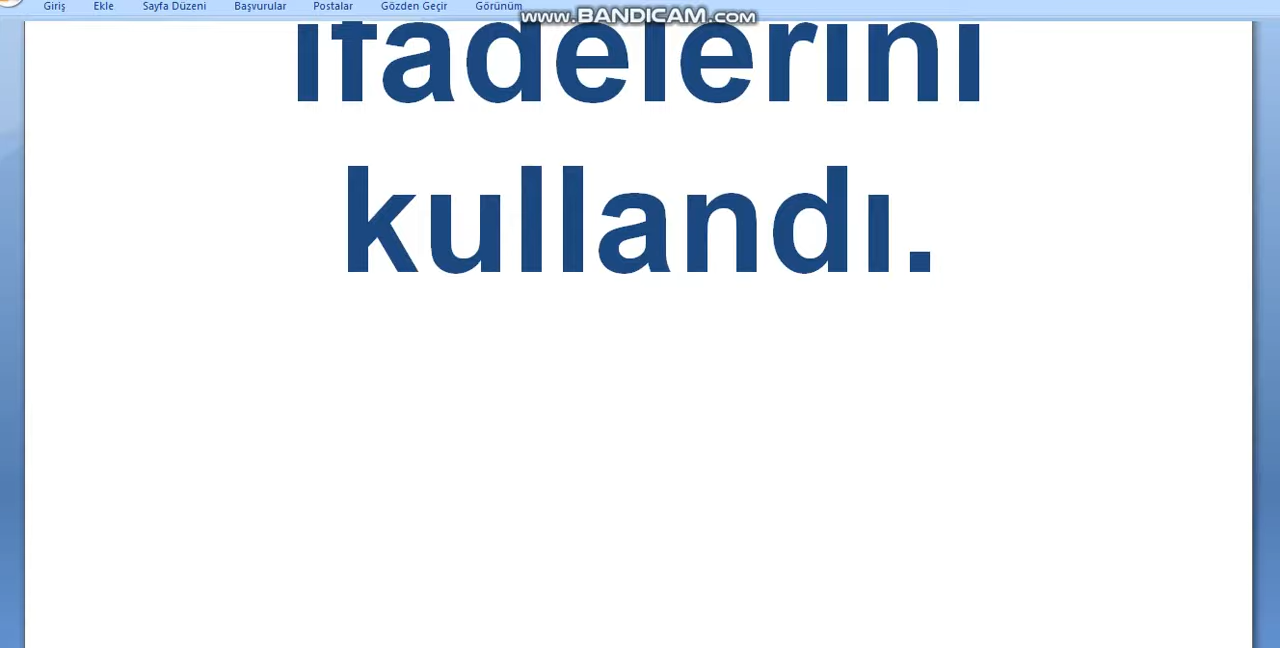 Giriş Ekle Sayfa Düzeni Başvurular Postalar Gözden Geçir Görünüm
www.BANDICAM.com
ifadelerini
kullandı.